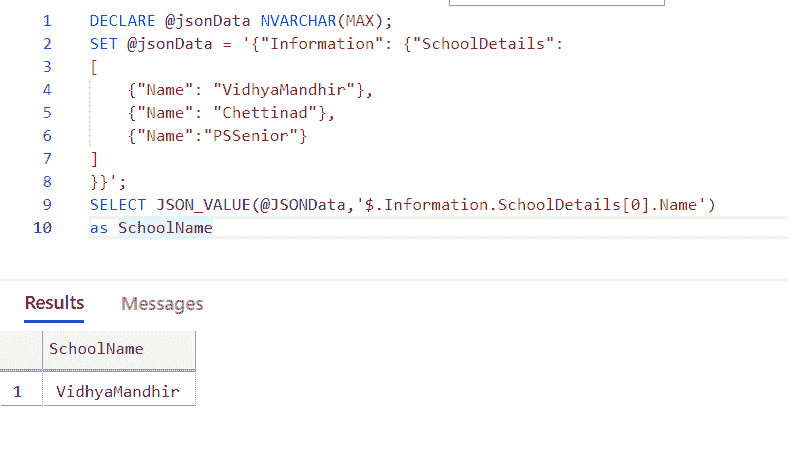 1 DECLARE @jsonData NVARCHAR(MAX);
2 SET @jsonData = '{"Information": {"SchoolDetails":
3 [
4 {"Name": "VidhyaMandhir"},
5 {"Name": "Chettinad"},
6 {"Name":"PSSenior"}
7 ]
8 }}';
9 SELECT JSON_VALUE(@JSONData,'$.Information.SchoolDetails[0].Name')
10 as SchoolName
Results Messages
SchoolName
1 VidhyaMandhir